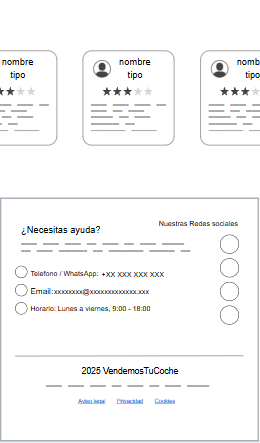 nombre
tipo
nombre
tipo
nomb
tipo
Nuestras Redes sociales
¿Necesitas ayuda?
Telefono / WhatsApp: +XX XXX XXX XXX
Email:xxxxxxxx@xxxxxxxxxxxxx.xxx
Horario: Lunes a viernes, 9:00 - 18:00
2025 VendemosTuCoche
Aviso legal Privacidad Cookies